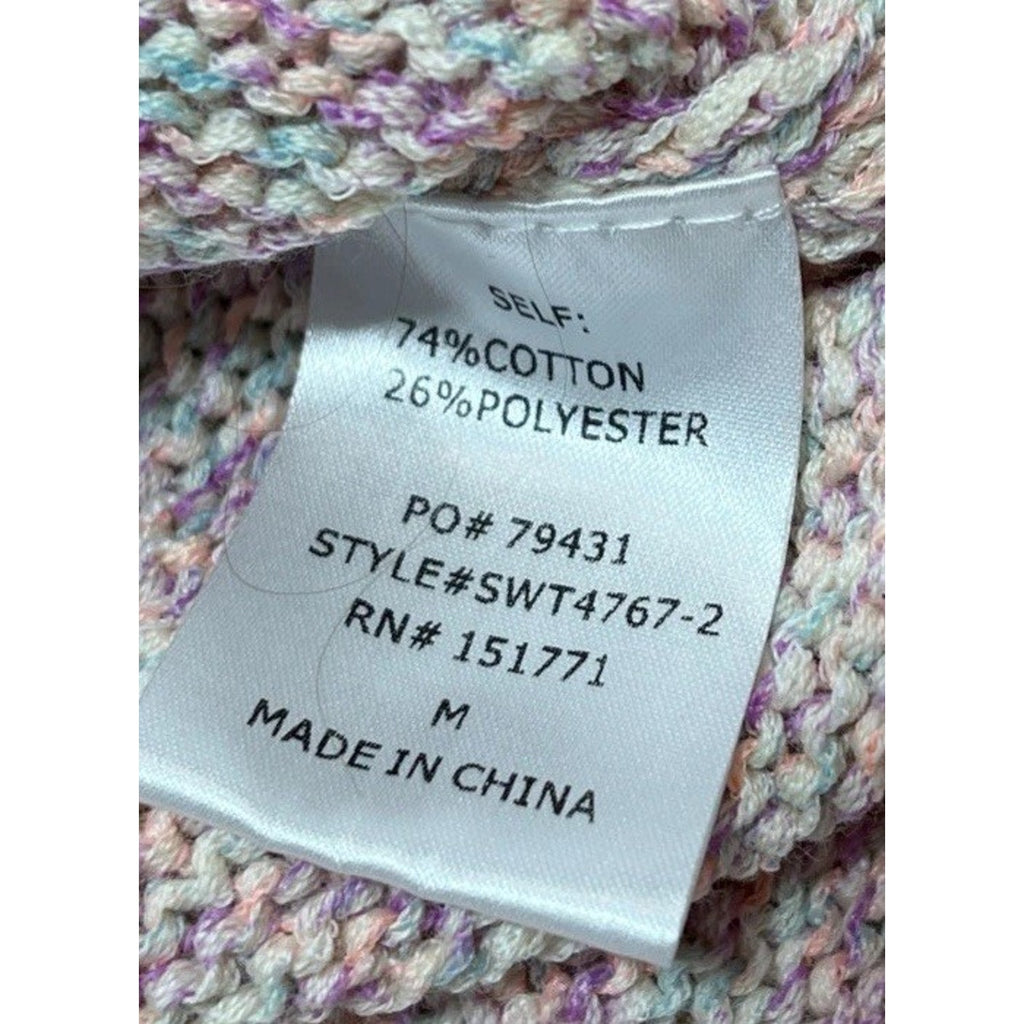 SELF:
74%COTTON
26%POLYESTER
PO# 79431
STYLE#SWT4767-2
RN# 151771
M
MADE IN CHINA